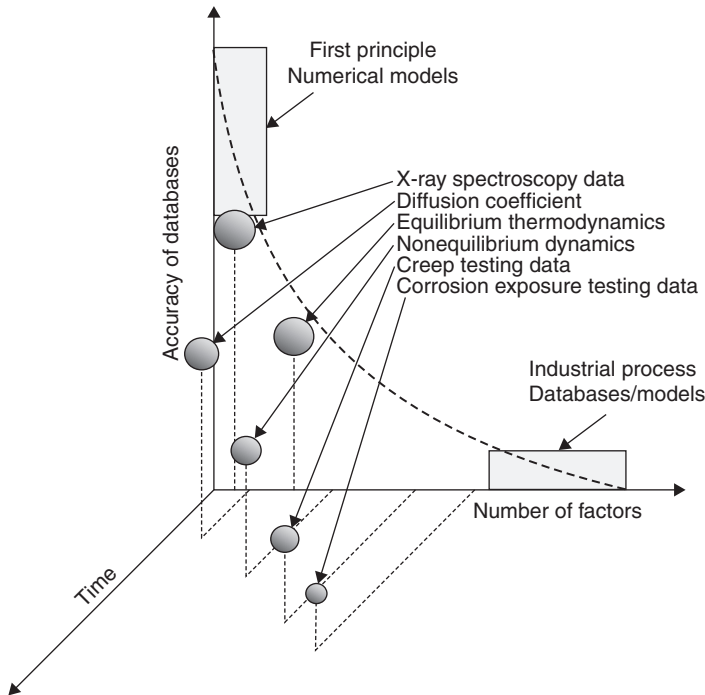 First principle
Numerical models
Accuracy of databases
X-ray spectroscopy data
Diffusion coefficient
Equilibrium thermodynamics
Nonequilibrium dynamics
Creep testing data
Corrosion exposure testing data
Industrial process
Databases/models
Number of factors
Time